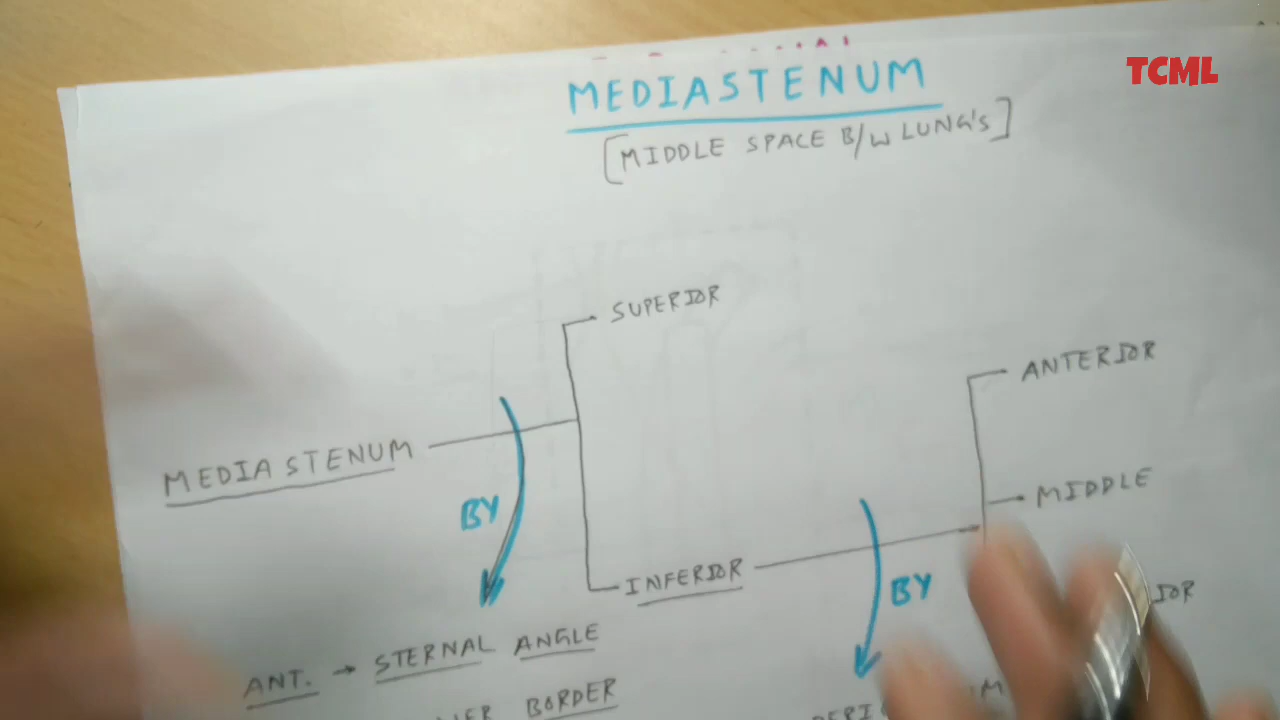 TCML
MEDIASTENUM
[MIDDLE SPACE B/W LUNG'S]
SUPERIOR
ANTERIOR
MEDIASTENUM
MIDDLE
BY
INFERIOR
BY
ANT. → STERNAL ANGLE
BORDER